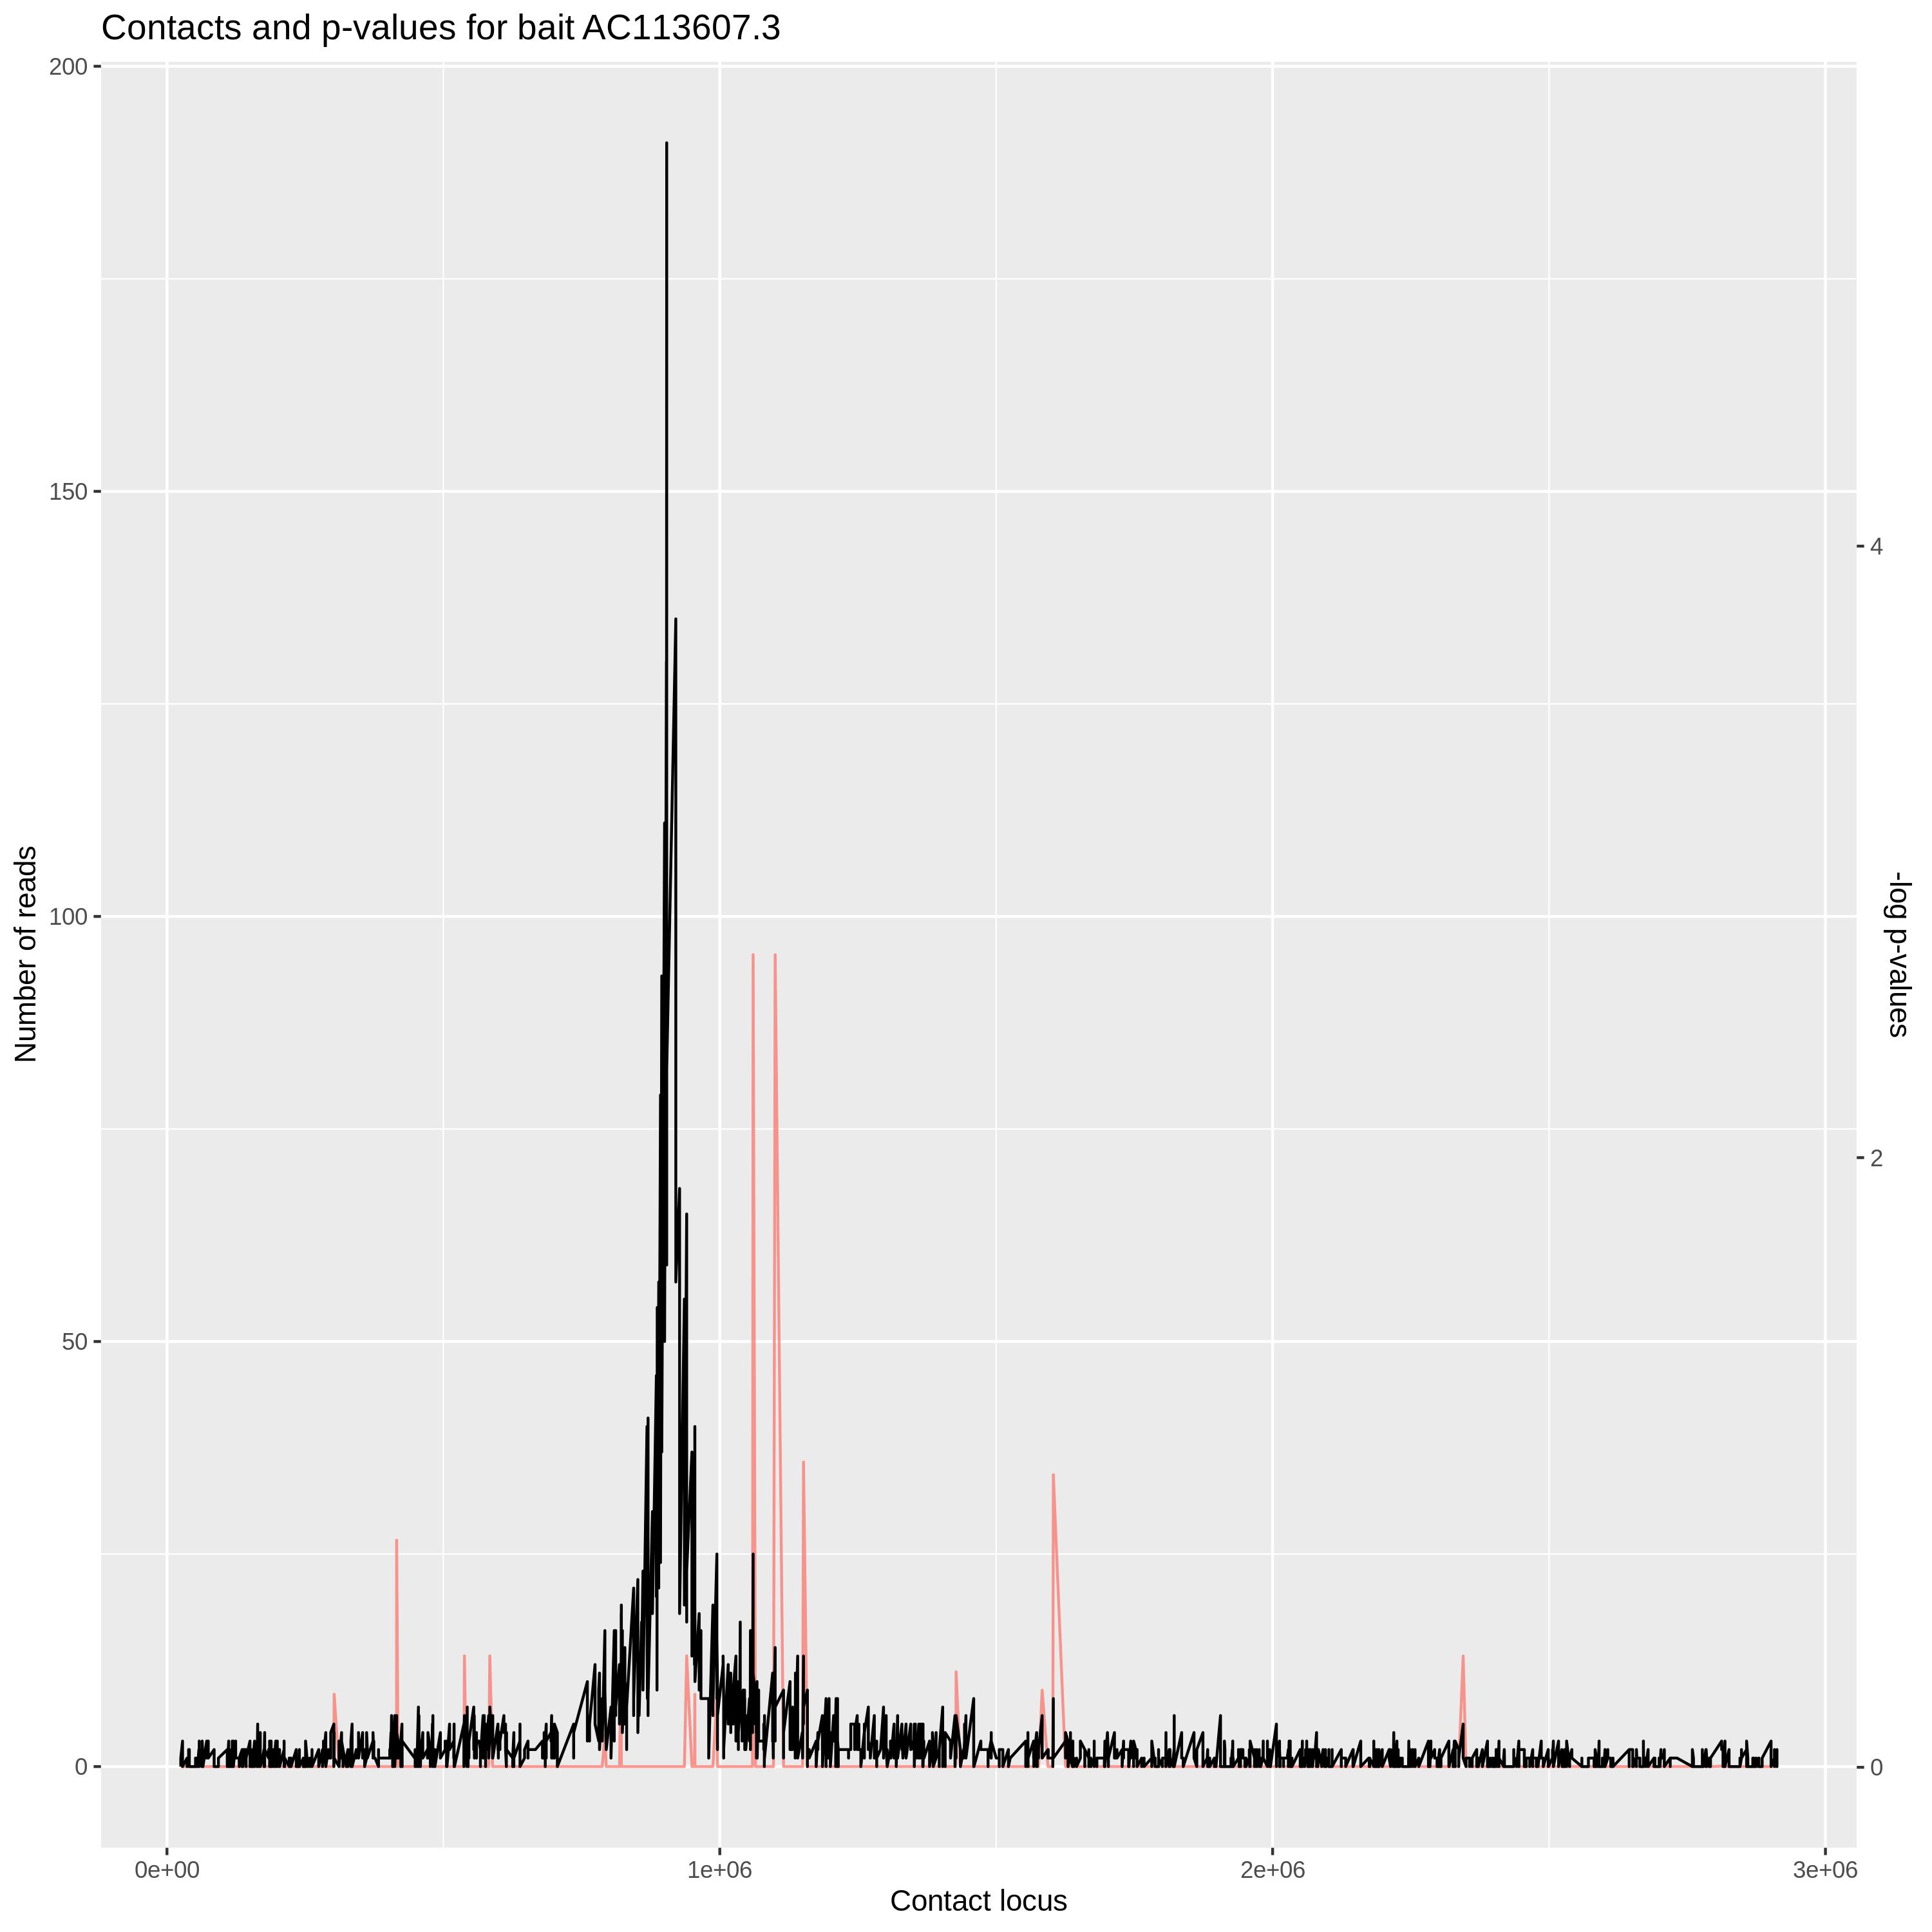 Contacts and p-values for bait AC113607.3
200
150
100
50
0
Number of reads
4
2
0
-log p-values
0e+00 1e+06 2e+06 3e+06
Contact locus